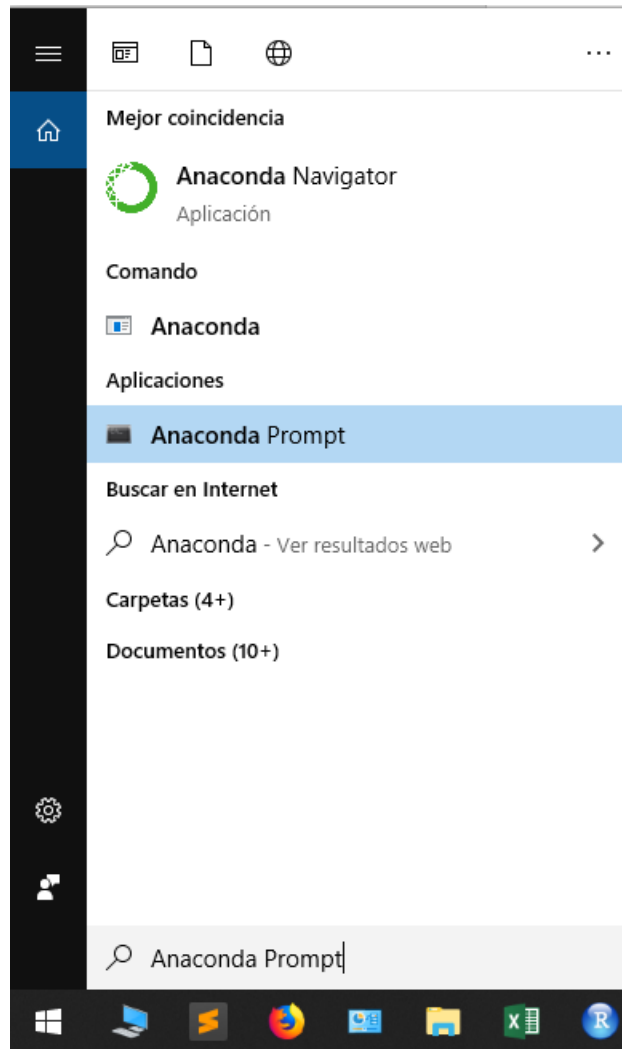 Mejor coincidencia
Anaconda Navigator
Aplicación
Comando
Anaconda
Aplicaciones
Anaconda Prompt
Buscar en Internet
Anaconda - Ver resultados web
Carpetas (4+)
Documentos (10+)
Anaconda Prompt